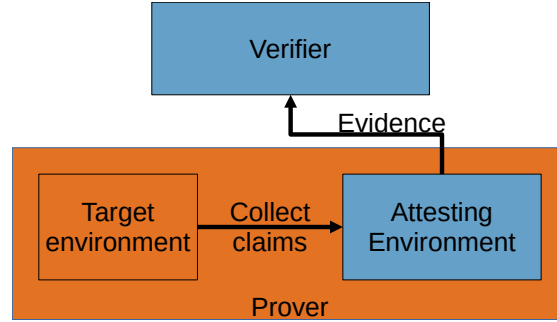 Verifier
Evidence
Target
environment
Collect
claims
Attesting
Environment
Prover